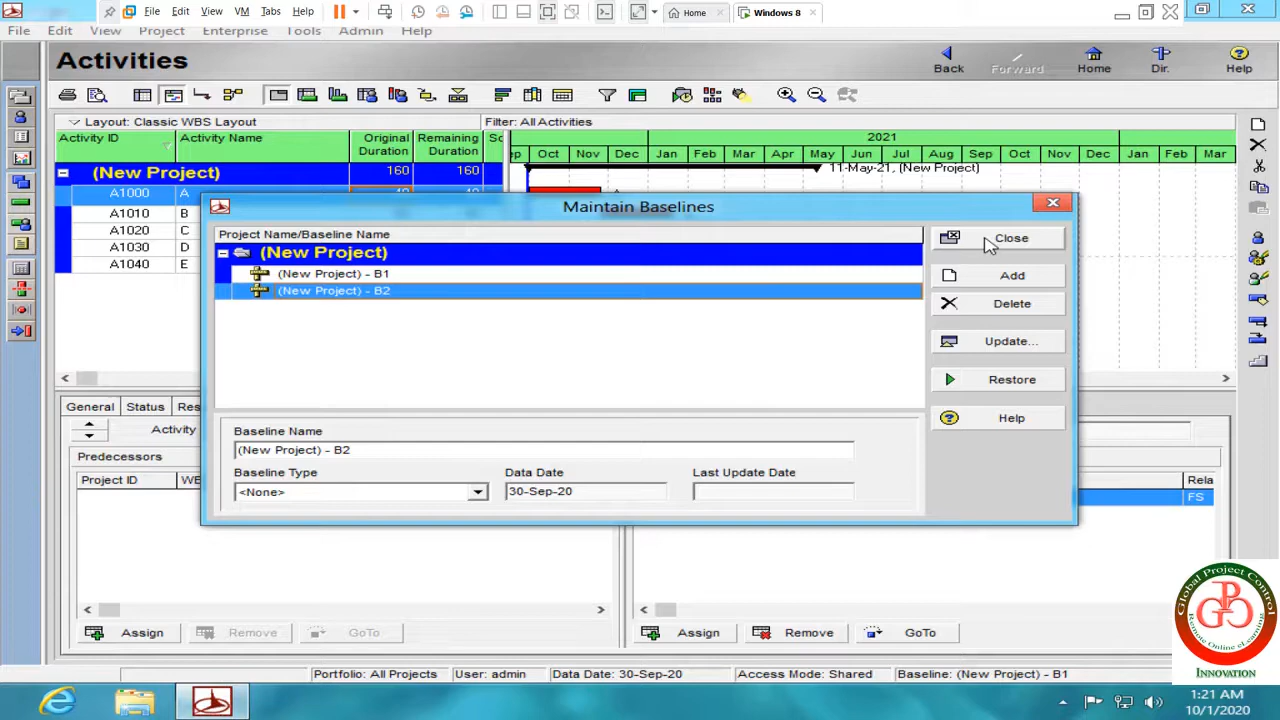 File Edit View VM Tabs Help Home Windows 8
File Edit View Project Enterprise Tools Admin Help
Activities
Back Forward Home Dir. Help
Layout: Classic WBS Layout Filter: All Activities
Activity ID Activity Name Original Duration Remaining Duration 2021
Oct Nov Dec Jan Feb Mar Apr May Jun Jul Aug Sep Oct Nov Dec Jan Feb Mar
(New Project) 160 160 11-May-21, (New Project)
A1000 A
A1010 B
A1020 C
A1030 D
A1040 E
Maintain Baselines
Project Name/Baseline Name
(New Project)
(New Project) - B1
(New Project) - B2
Close
Add
Delete
Update...
Restore
Help
Baseline Name
(New Project) - B2
Baseline Type Data Date Last Update Date
<None> 30-Sep-20
General Status
Activity
Predecessors
Project ID
FS
Assign Remove GoTo Assign Remove GoTo
Portfolio: All Projects User: admin Data Date: 30-Sep-20 Access Mode: Shared Baseline: (New Project) - B1
Global Project Control
GPC
Remote Online eLearning
INNOVATION
1:21 AM
10/1/2020